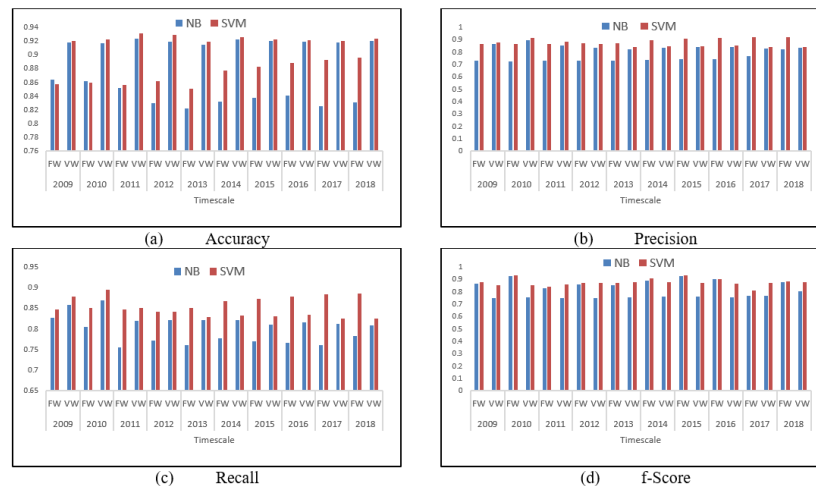 NB SVM
0.94
0.92
0.9
0.88
0.86
0.84
0.82
0.8
0.78
0.76
FW VW FW VW FW VW FW VW FW VW FW VW FW VW FW VW FW VW FW VW
2009 2010 2011 2012 2013 2014 2015 2016 2017 2018
Timescale
(a) Accuracy
NB SVM
1
0.9
0.8
0.7
0.6
0.5
0.4
0.3
0.2
0.1
0
FW VW FW VW FW VW FW VW FW VW FW VW FW VW FW VW FW VW FW VW
2009 2010 2011 2012 2013 2014 2015 2016 2017 2018
Timescale
(b) Precision
NB SVM
0.95
0.9
0.85
0.8
0.75
0.7
0.65
FW VW FW VW FW VW FW VW FW VW FW VW FW VW FW VW FW VW FW VW
2009 2010 2011 2012 2013 2014 2015 2016 2017 2018
Timescale
(c) Recall
NB SVM
1
0.9
0.8
0.7
0.6
0.5
0.4
0.3
0.2
0.1
0
FW VW FW VW FW VW FW VW FW VW FW VW FW VW FW VW FW VW FW VW
2009 2010 2011 2012 2013 2014 2015 2016 2017 2018
Timescale
(d) f-Score